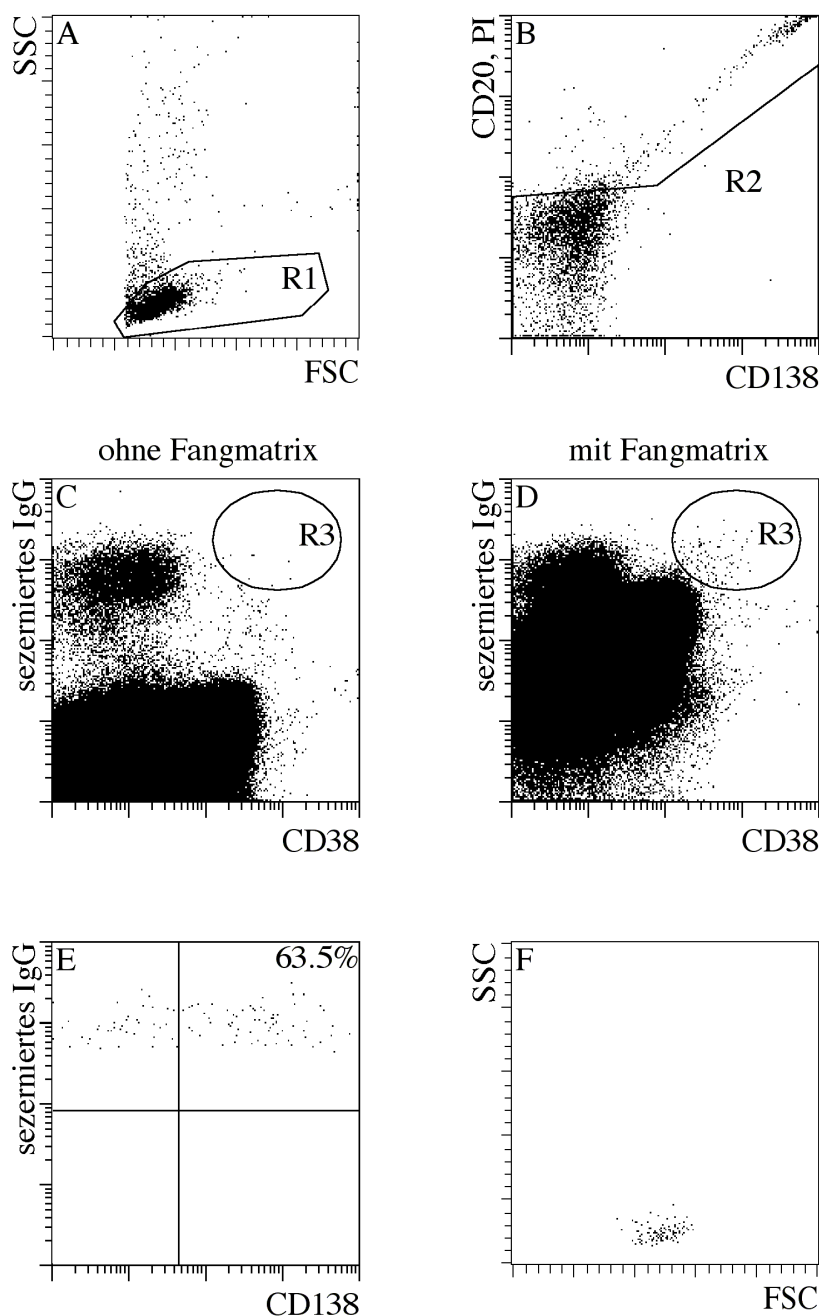 A
SSC
R1
FSC
B
CD20, PI
R2
CD138
ohne Fangmatrix
C
sezerniertes IgG
R3
CD38
mit Fangmatrix
D
sezerniertes IgG
R3
CD38
E
63.5%
sezerniertes IgG
CD138
F
SSC
FSC